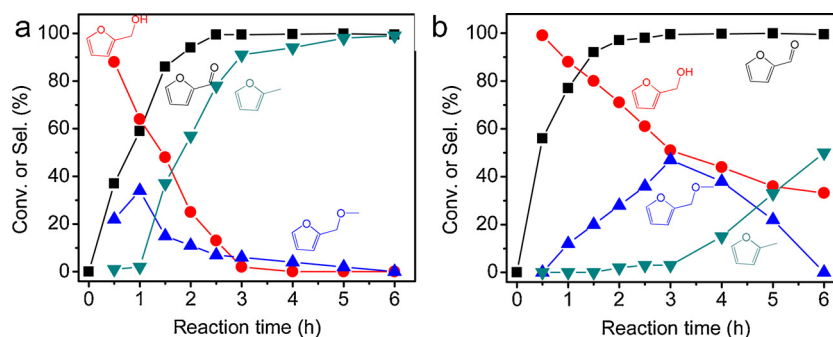 a
OH
O
O
O
O
O
Conv. or Sel. (%)
100
80
60
40
20
0
0 1 2 3 4 5 6
Reaction time (h)
b
O
O
OH
O
O
O
O
Conv. or Sel. (%)
100
80
60
40
20
0
0 1 2 3 4 5 6
Reaction time (h)